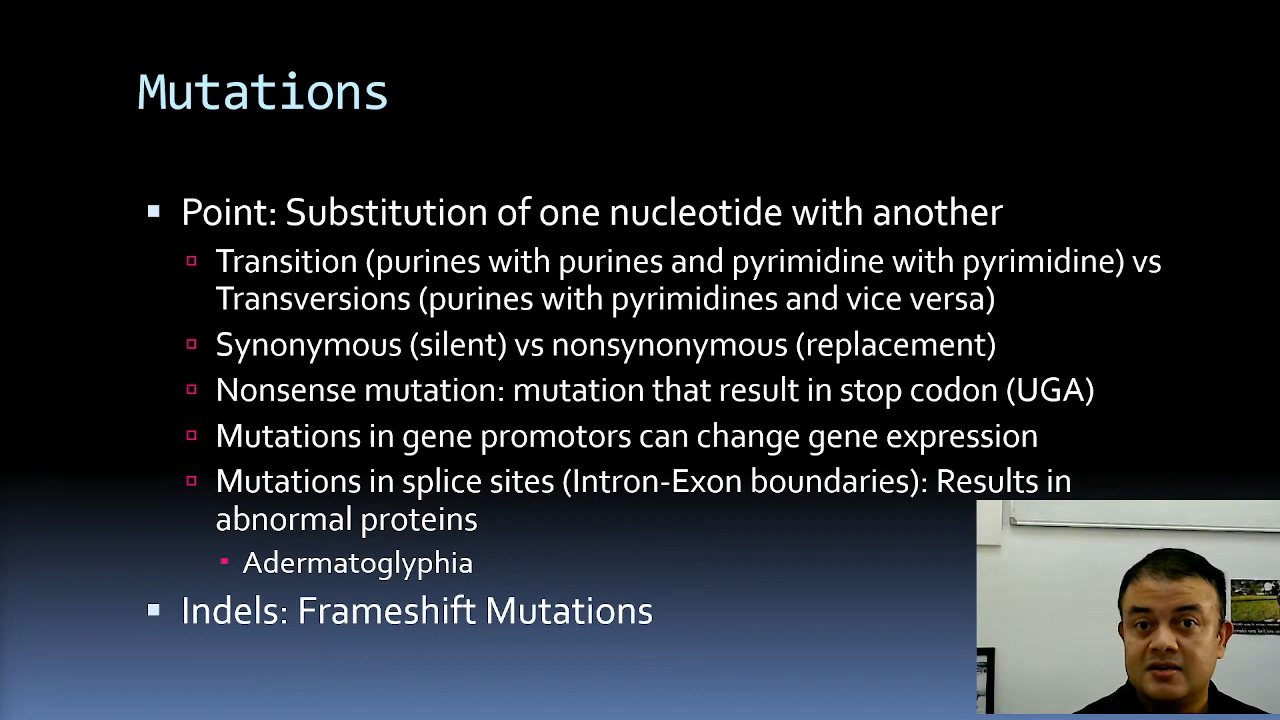 Mutations
Point: Substitution of one nucleotide with another
Transition (purines with purines and pyrimidine with pyrimidine) vs
Transversions (purines with pyrimidines and vice versa)
Synonymous (silent) vs nonsynonymous (replacement)
Nonsense mutation: mutation that result in stop codon (UGA)
Mutations in gene promotors can change gene expression
Mutations in splice sites (Intron-Exon boundaries): Results in
abnormal proteins
Adermatoglyphia
Indels: Frameshift Mutations